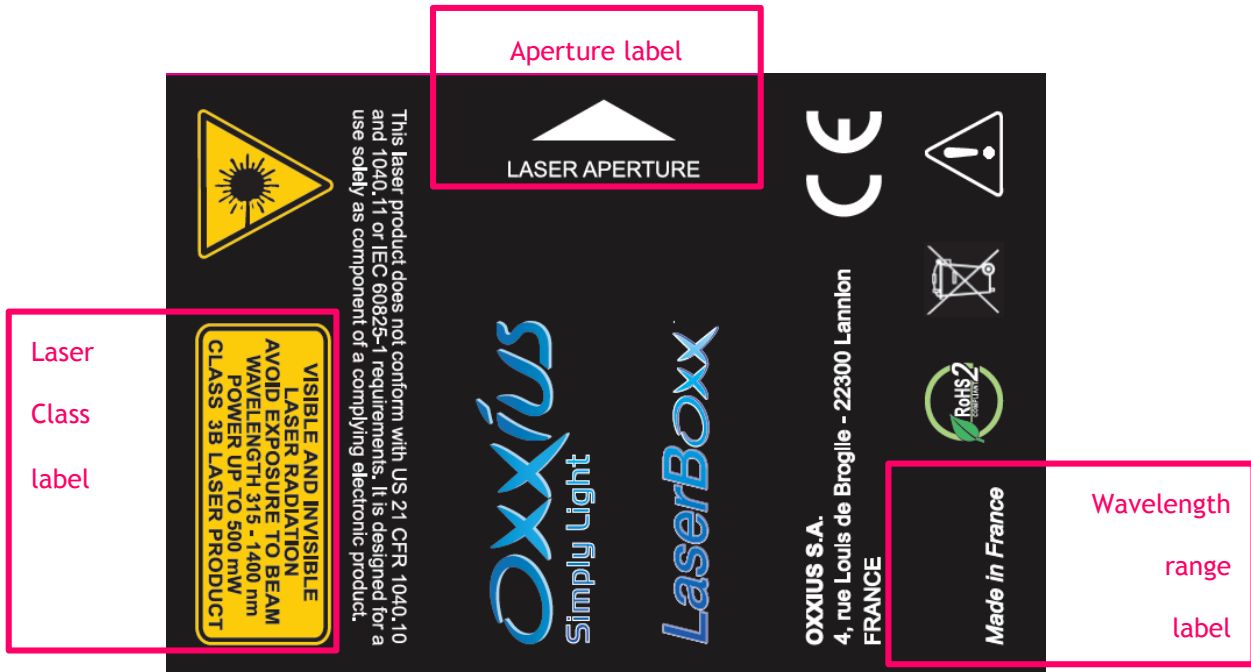 Aperture label
LASER APERTURE
This laser product does not conform with US 21 CFR 1040.10
and 1040.11 or IEC 60825-1 requirements. It is designed for a
use solely as component of a complying electronic product.
Laser
Class
label
VISIBLE AND INVISIBLE
LASER RADIATION
AVOID EXPOSURE TO BEAM
WAVELENGTH 315 - 1400 nm
POWER UP TO 500 mW
CLASS 3B LASER PRODUCT
Oxxius
Simply Light
LaserBoxx
CE
OXXIUS S.A.
4, rue Louis de Broglie - 22300 Lannion
FRANCE
RoHS2
COMPLIANT
Made in France
Wavelength
range
label